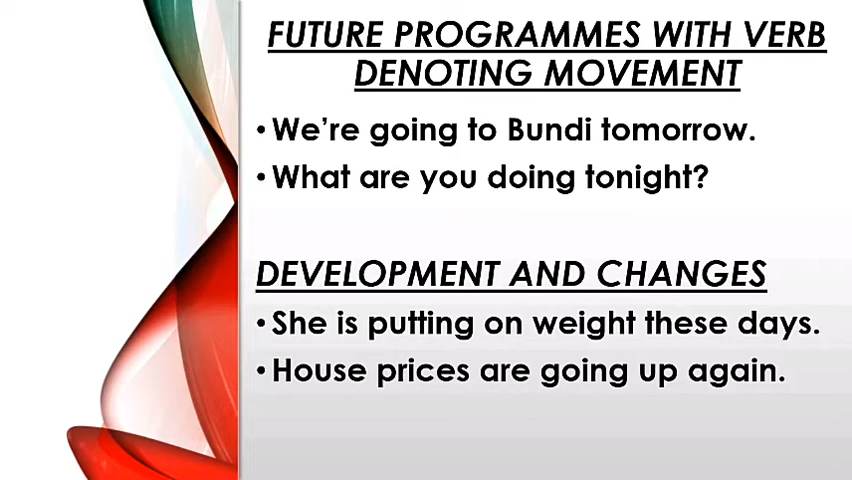 FUTURE PROGRAMMES WITH VERB
DENOTING MOVEMENT
• We’re going to Bundi tomorrow.
• What are you doing tonight?
DEVELOPMENT AND CHANGES
• She is putting on weight these days.
• House prices are going up again.